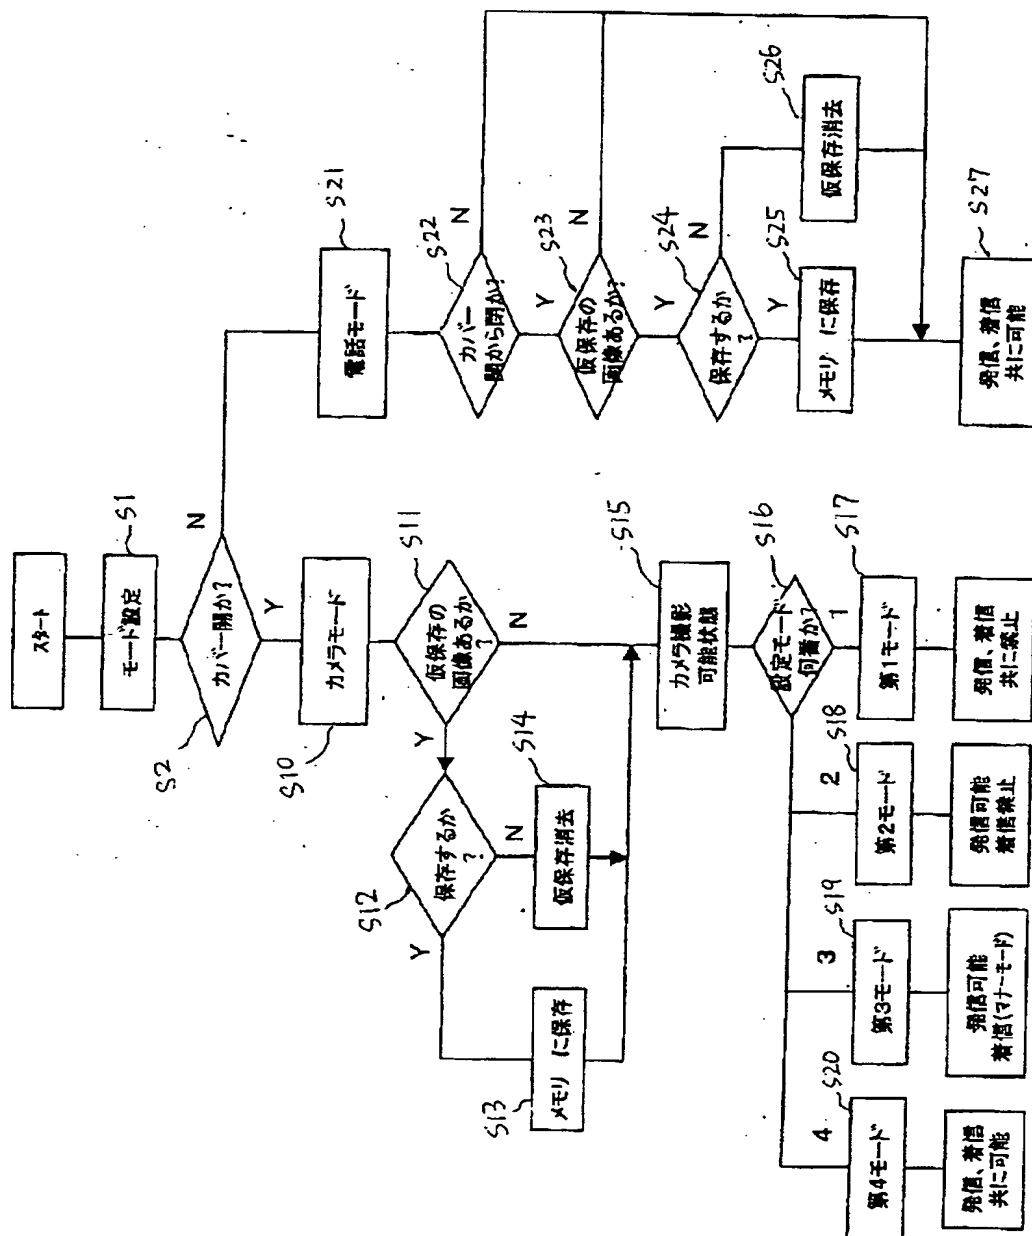 スタート
モード設定
S1
カバー開か?
S2
N
Y
カメラモード
S10
電話モード
S21
仮保存の
画像あるか
?
S11
Y
N
保存するか
?
S12
Y
N
仮保存消去
S14
メモリ に保存
S13
カメラ撮影
可能状態
S15
設定モード
何番か?
S16
1
第1モード
S17
発信、着信
共に禁止
2
第2モード
S18
発信可能
着信禁止
3
第3モード
S19
発信可能
着信(マナーモード)
4
第4モード
S20
発信、着信
共に可能
カバー
開から閉か?
S22
N
Y
仮保存の
画像あるか?
S23
N
Y
保存するか
?
S24
N
Y
メモリ に保存
S25
仮保存消去
S26
発信、着信
共に可能
S27